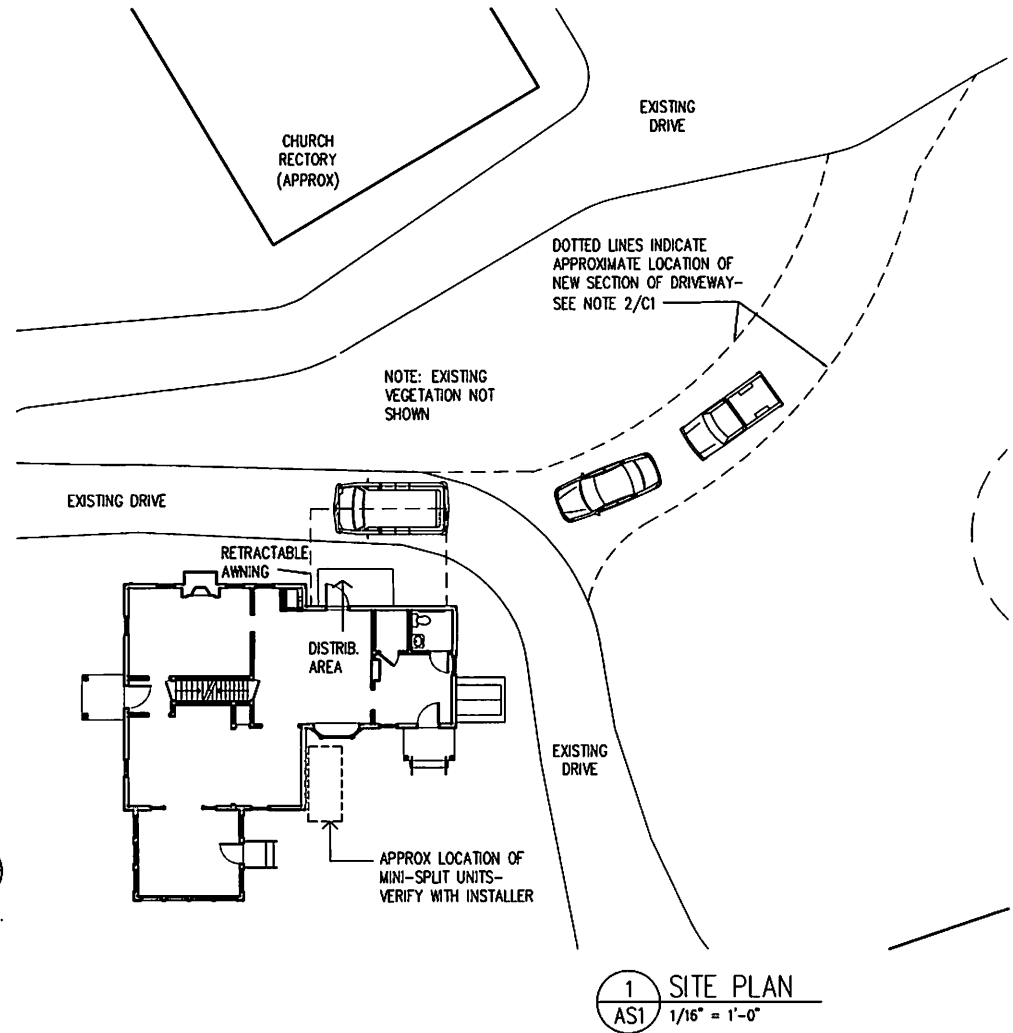 EXISTING
DRIVE
CHURCH
RECTORY
(APPROX)
DOTTED LINES INDICATE
APPROXIMATE LOCATION OF
NEW SECTION OF DRIVEWAY-
SEE NOTE 2/C1
NOTE: EXISTING
VEGETATION NOT
SHOWN
EXISTING DRIVE
RETRACTABLE
AWNING
DISTRIB.
AREA
EXISTING
DRIVE
APPROX LOCATION OF
MINI-SPLIT UNITS-
VERIFY WITH INSTALLER
1
AS1
SITE PLAN
1/16" = 1'-0"